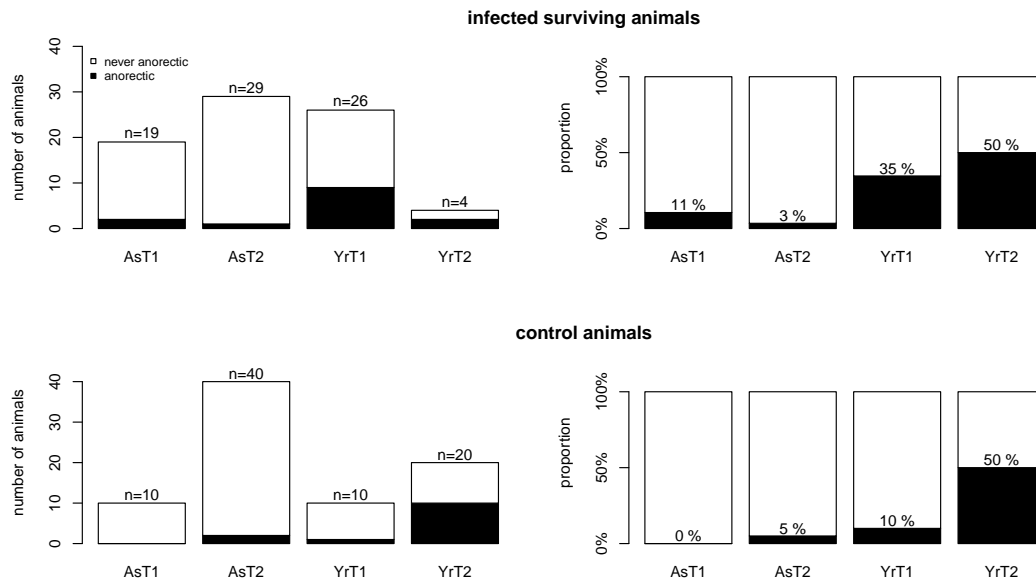 infected surviving animals
number of animals
40
30
20
10
0
never anorectic
anorectic
n=19
n=29
n=26
n=4
AsT1
AsT2
YrT1
YrT2
proportion
100%
50%
0%
11 %
3 %
35 %
50 %
AsT1
AsT2
YrT1
YrT2
control animals
number of animals
40
30
20
10
0
n=10
n=40
n=10
n=20
AsT1
AsT2
YrT1
YrT2
proportion
100%
50%
0%
0 %
5 %
10 %
50 %
AsT1
AsT2
YrT1
YrT2